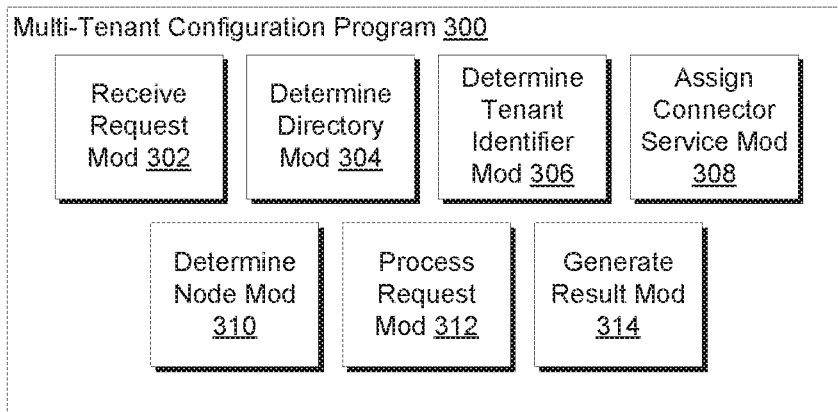 Multi-Tenant Configuration Program 300
Receive
Request
Mod 302
Determine
Directory
Mod 304
Determine
Tenant
Identifier
Mod 306
Assign
Connector
Service Mod
308
Determine
Node Mod
310
Process
Request
Mod 312
Generate
Result Mod
314